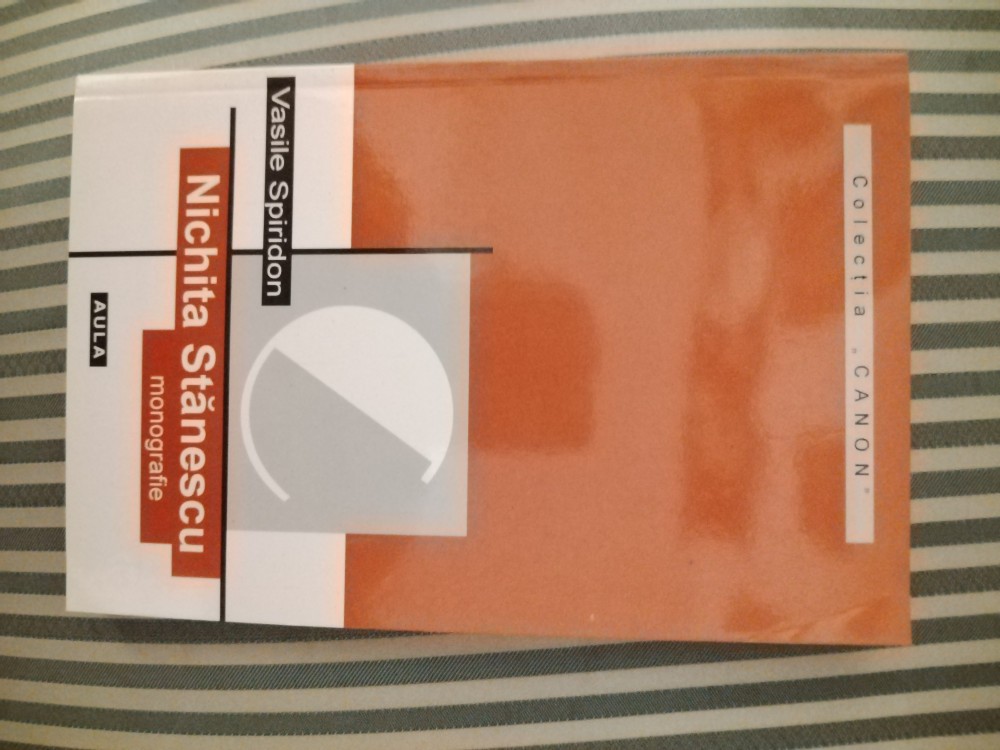 Colecția „CANON”
Vasile Spiridon
Nichita Stănescu
monografie
AULA